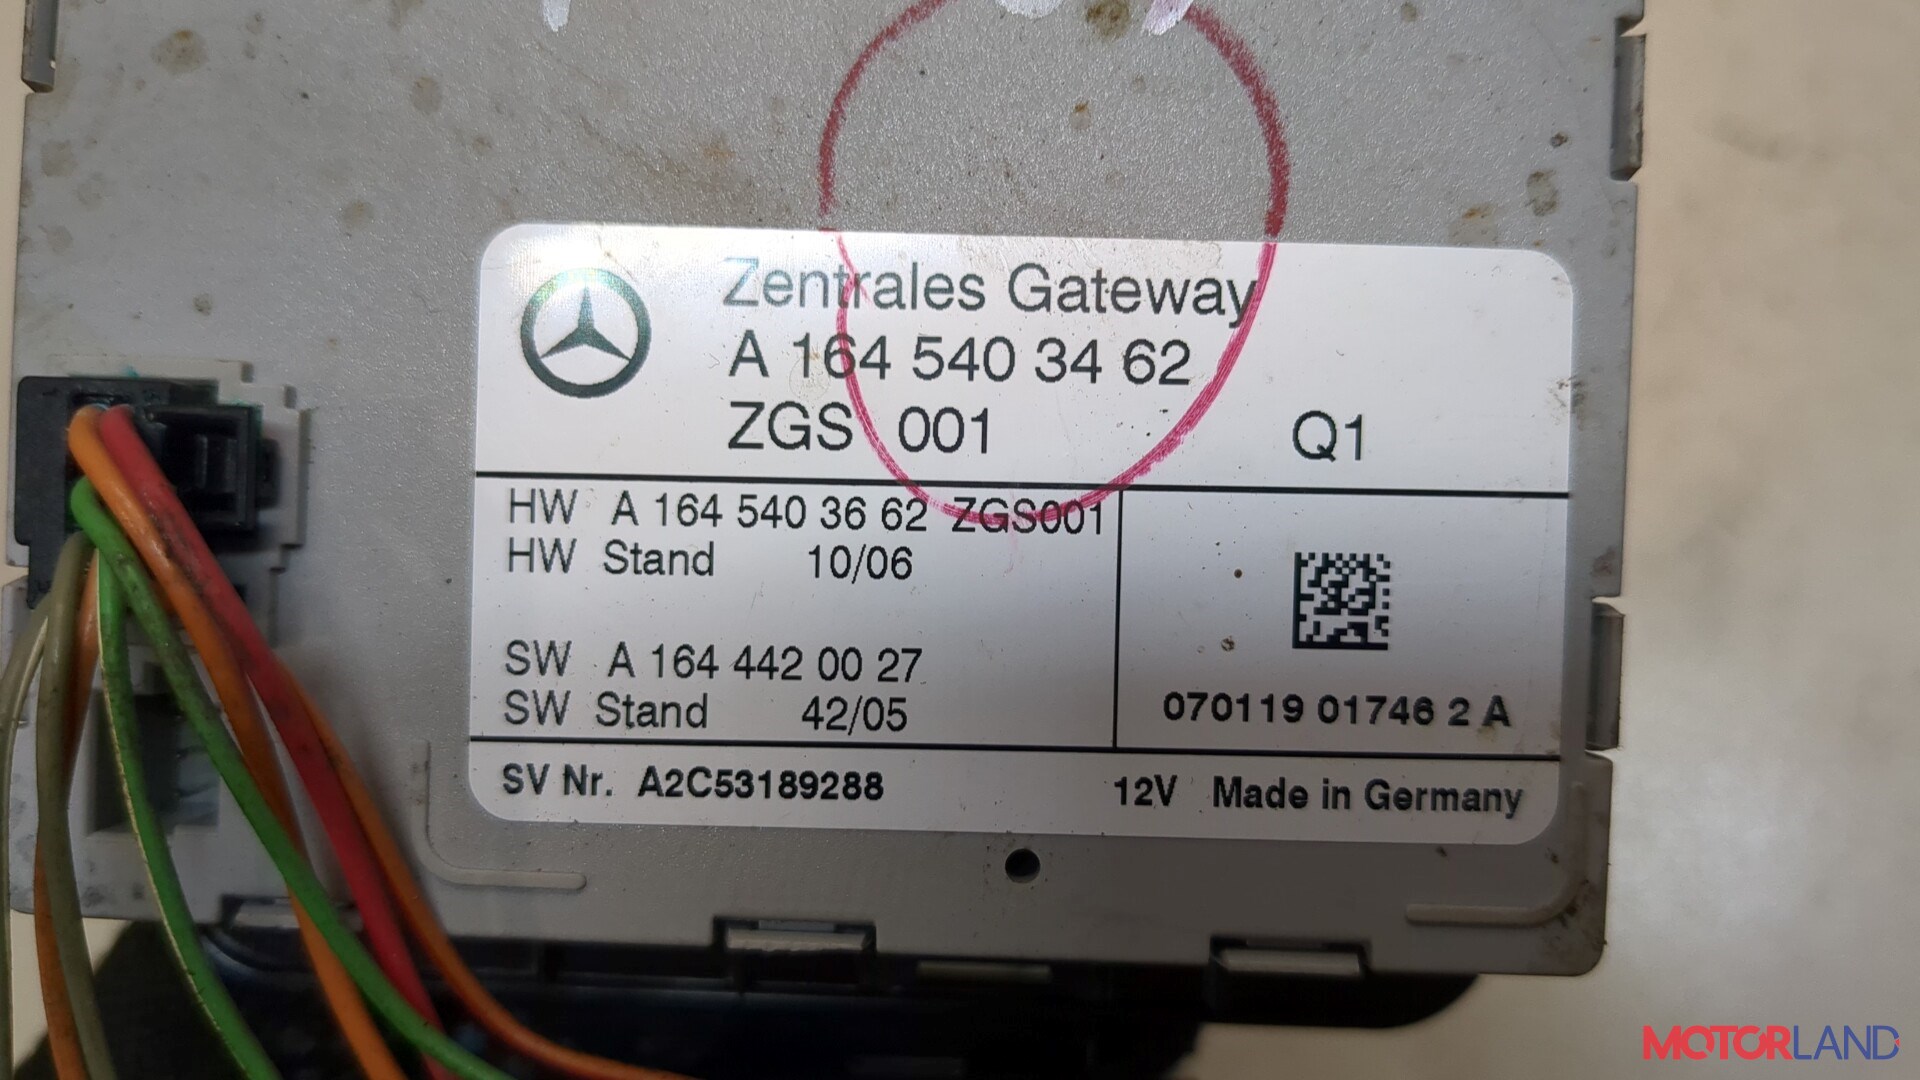 Zentrales Gateway
A 164 540 34 62
ZGS 001 Q1
HW A 164 540 36 62 ZGS001
HW Stand 10/06
SW A 164 442 00 27
SW Stand 42/05
070119 01746 2 A
SV Nr. A2C53189288 12V Made in Germany
MOTORLAND